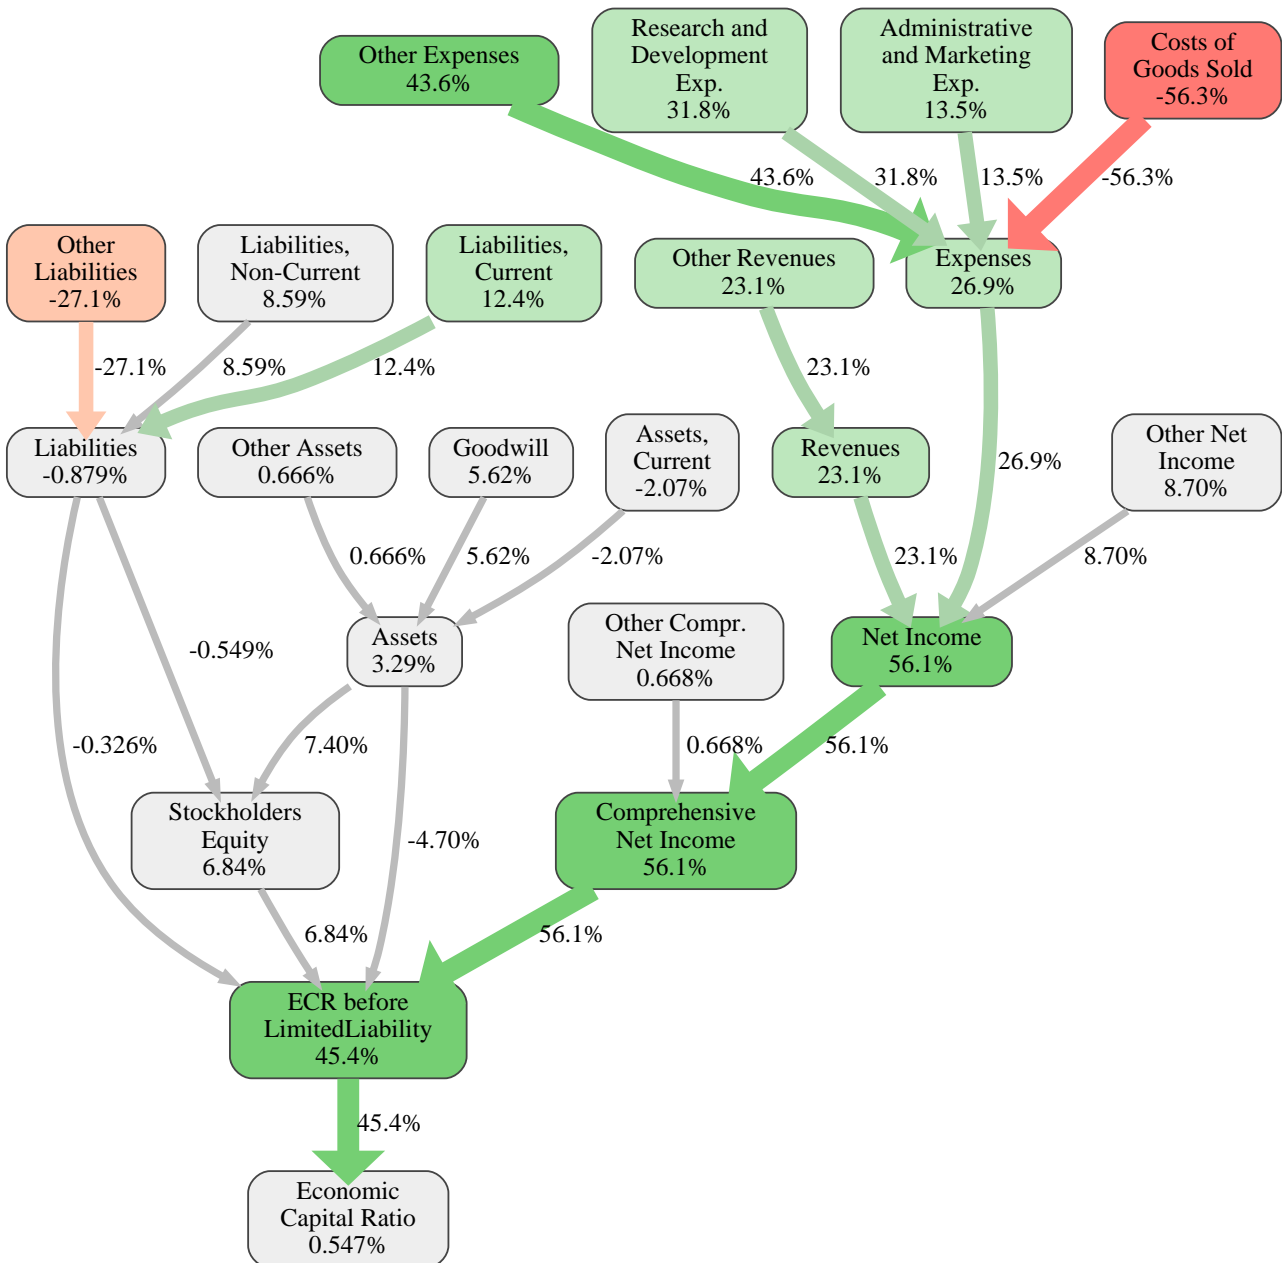 Other Expenses
43.6%
Research and
Development
Exp.
31.8%
Administrative
and Marketing
Exp.
13.5%
Costs of
Goods Sold
-56.3%
43.6%
31.8%
13.5%
-56.3%
Other
Liabilities
-27.1%
Liabilities,
Non-Current
8.59%
Liabilities,
Current
12.4%
Other Revenues
23.1%
Expenses
26.9%
-27.1%
8.59%
12.4%
23.1%
Liabilities
-0.879%
Other Assets
0.666%
Goodwill
5.62%
Assets,
Current
-2.07%
Revenues
23.1%
26.9%
Other Net
Income
8.70%
0.666%
5.62%
-2.07%
23.1%
8.70%
-0.549%
Assets
3.29%
Other Compr.
Net Income
0.668%
Net Income
56.1%
-0.326%
7.40%
0.668%
56.1%
Stockholders
Equity
6.84%
-4.70%
Comprehensive
Net Income
56.1%
6.84%
56.1%
ECR before
LimitedLiability
45.4%
45.4%
Economic
Capital Ratio
0.547%